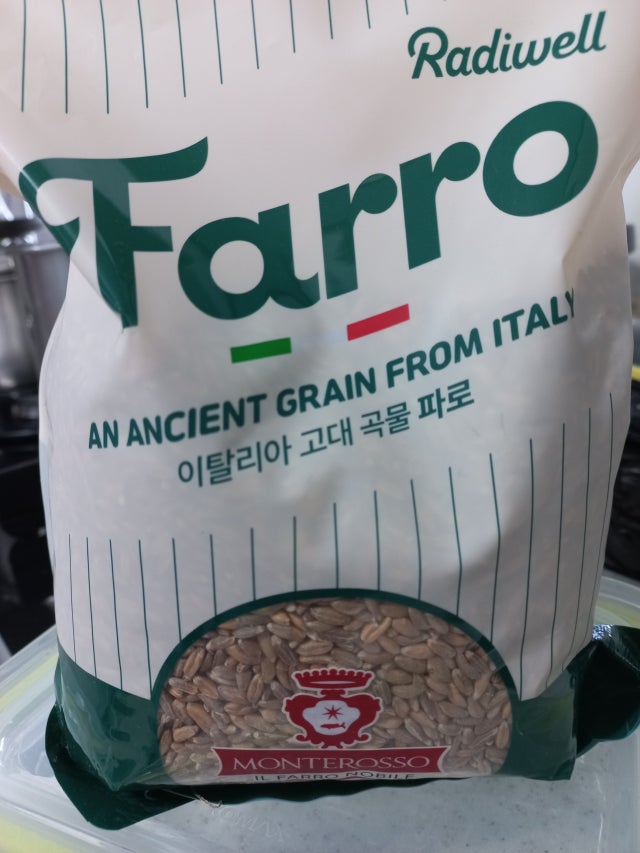 Radiwell
Farro
AN ANCIENT GRAIN FROM ITALY
이탈리아 고대 곡물 파로
MONTEROSSO
IL FARRO NOBILE